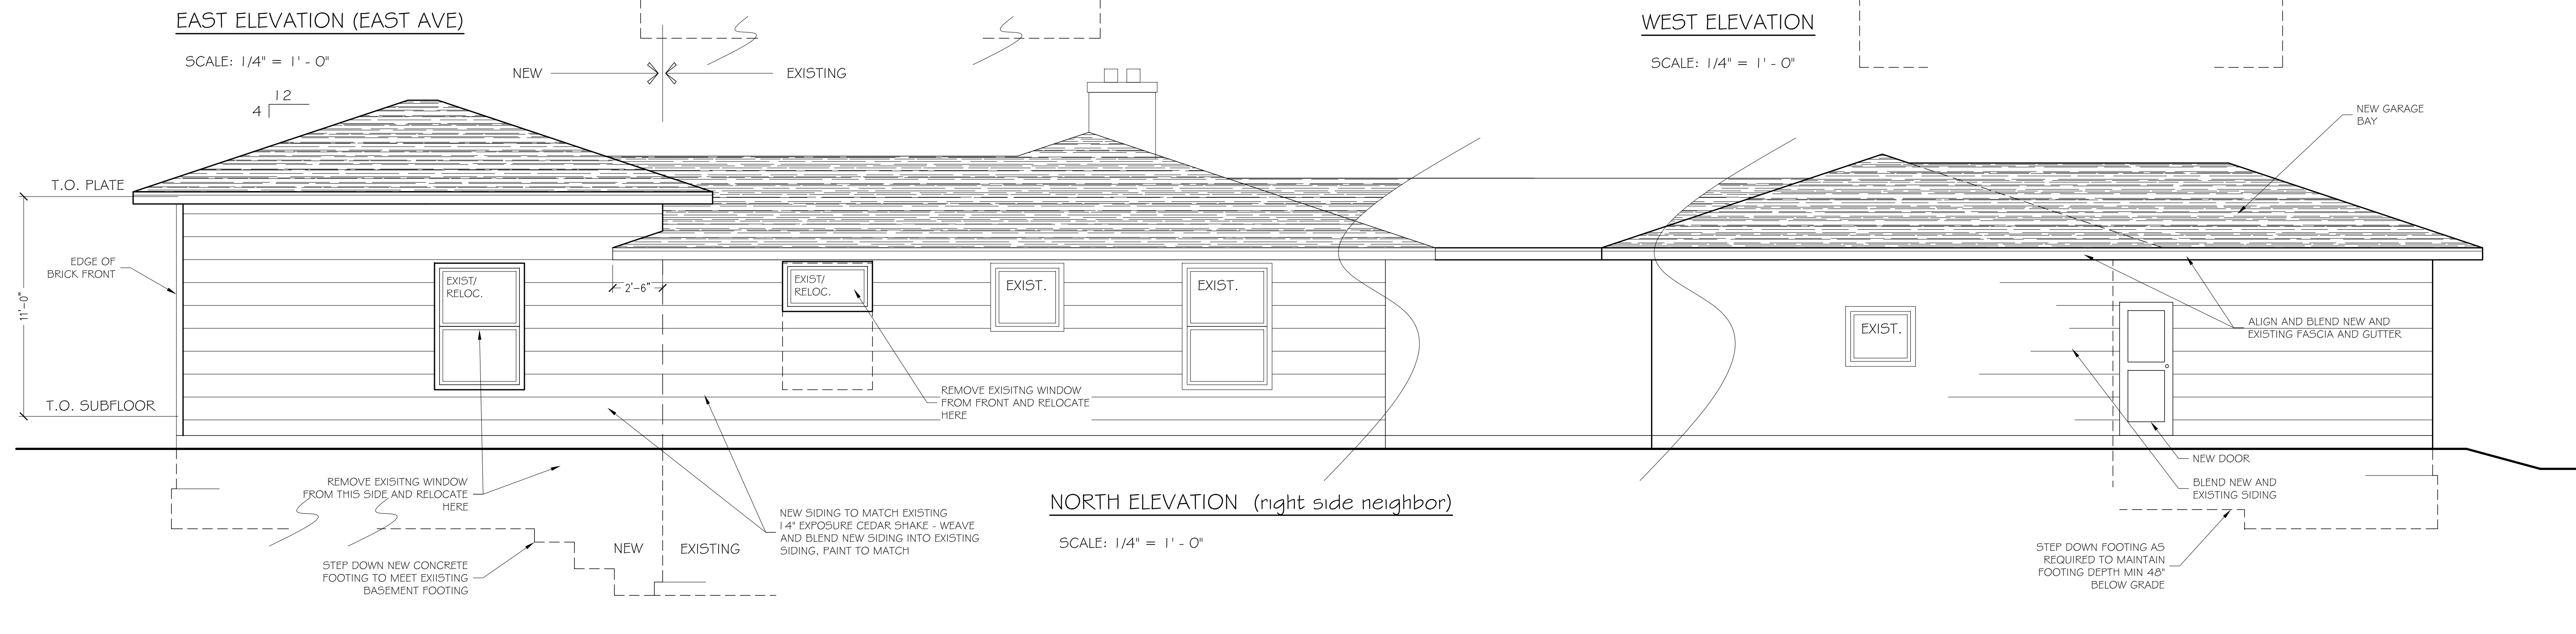 EAST ELEVATION (EAST AVE)
SCALE: 1/4" = 1' - 0"
WEST ELEVATION
SCALE: 1/4" = 1' - 0"
NEW
EXISTING
12
4
NEW GARAGE
BAY
T.O. PLATE
EDGE OF
BRICK FRONT
11'-0"
T.O. SUBFLOOR
EXIST/
RELOC.
2'-6"
EXIST/
RELOC.
EXIST.
EXIST.
EXIST.
ALIGN AND BLEND NEW AND
EXISTING FASCIA AND GUTTER
REMOVE EXISITNG WINDOW
FROM FRONT AND RELOCATE
HERE
REMOVE EXISITNG WINDOW
FROM THIS SIDE AND RELOCATE
HERE
NEW DOOR
BLEND NEW AND
EXISTING SIDING
NORTH ELEVATION (right side neighbor)
SCALE: 1/4" = 1' - 0"
NEW SIDING TO MATCH EXISTING
14" EXPOSURE CEDAR SHAKE - WEAVE
AND BLEND NEW SIDING INTO EXISTING
SIDING, PAINT TO MATCH
NEW
EXISTING
STEP DOWN NEW CONCRETE
FOOTING TO MEET EXIISTING
BASEMENT FOOTING
STEP DOWN FOOTING AS
REQUIRED TO MAINTAIN
FOOTING DEPTH MIN 48"
BELOW GRADE